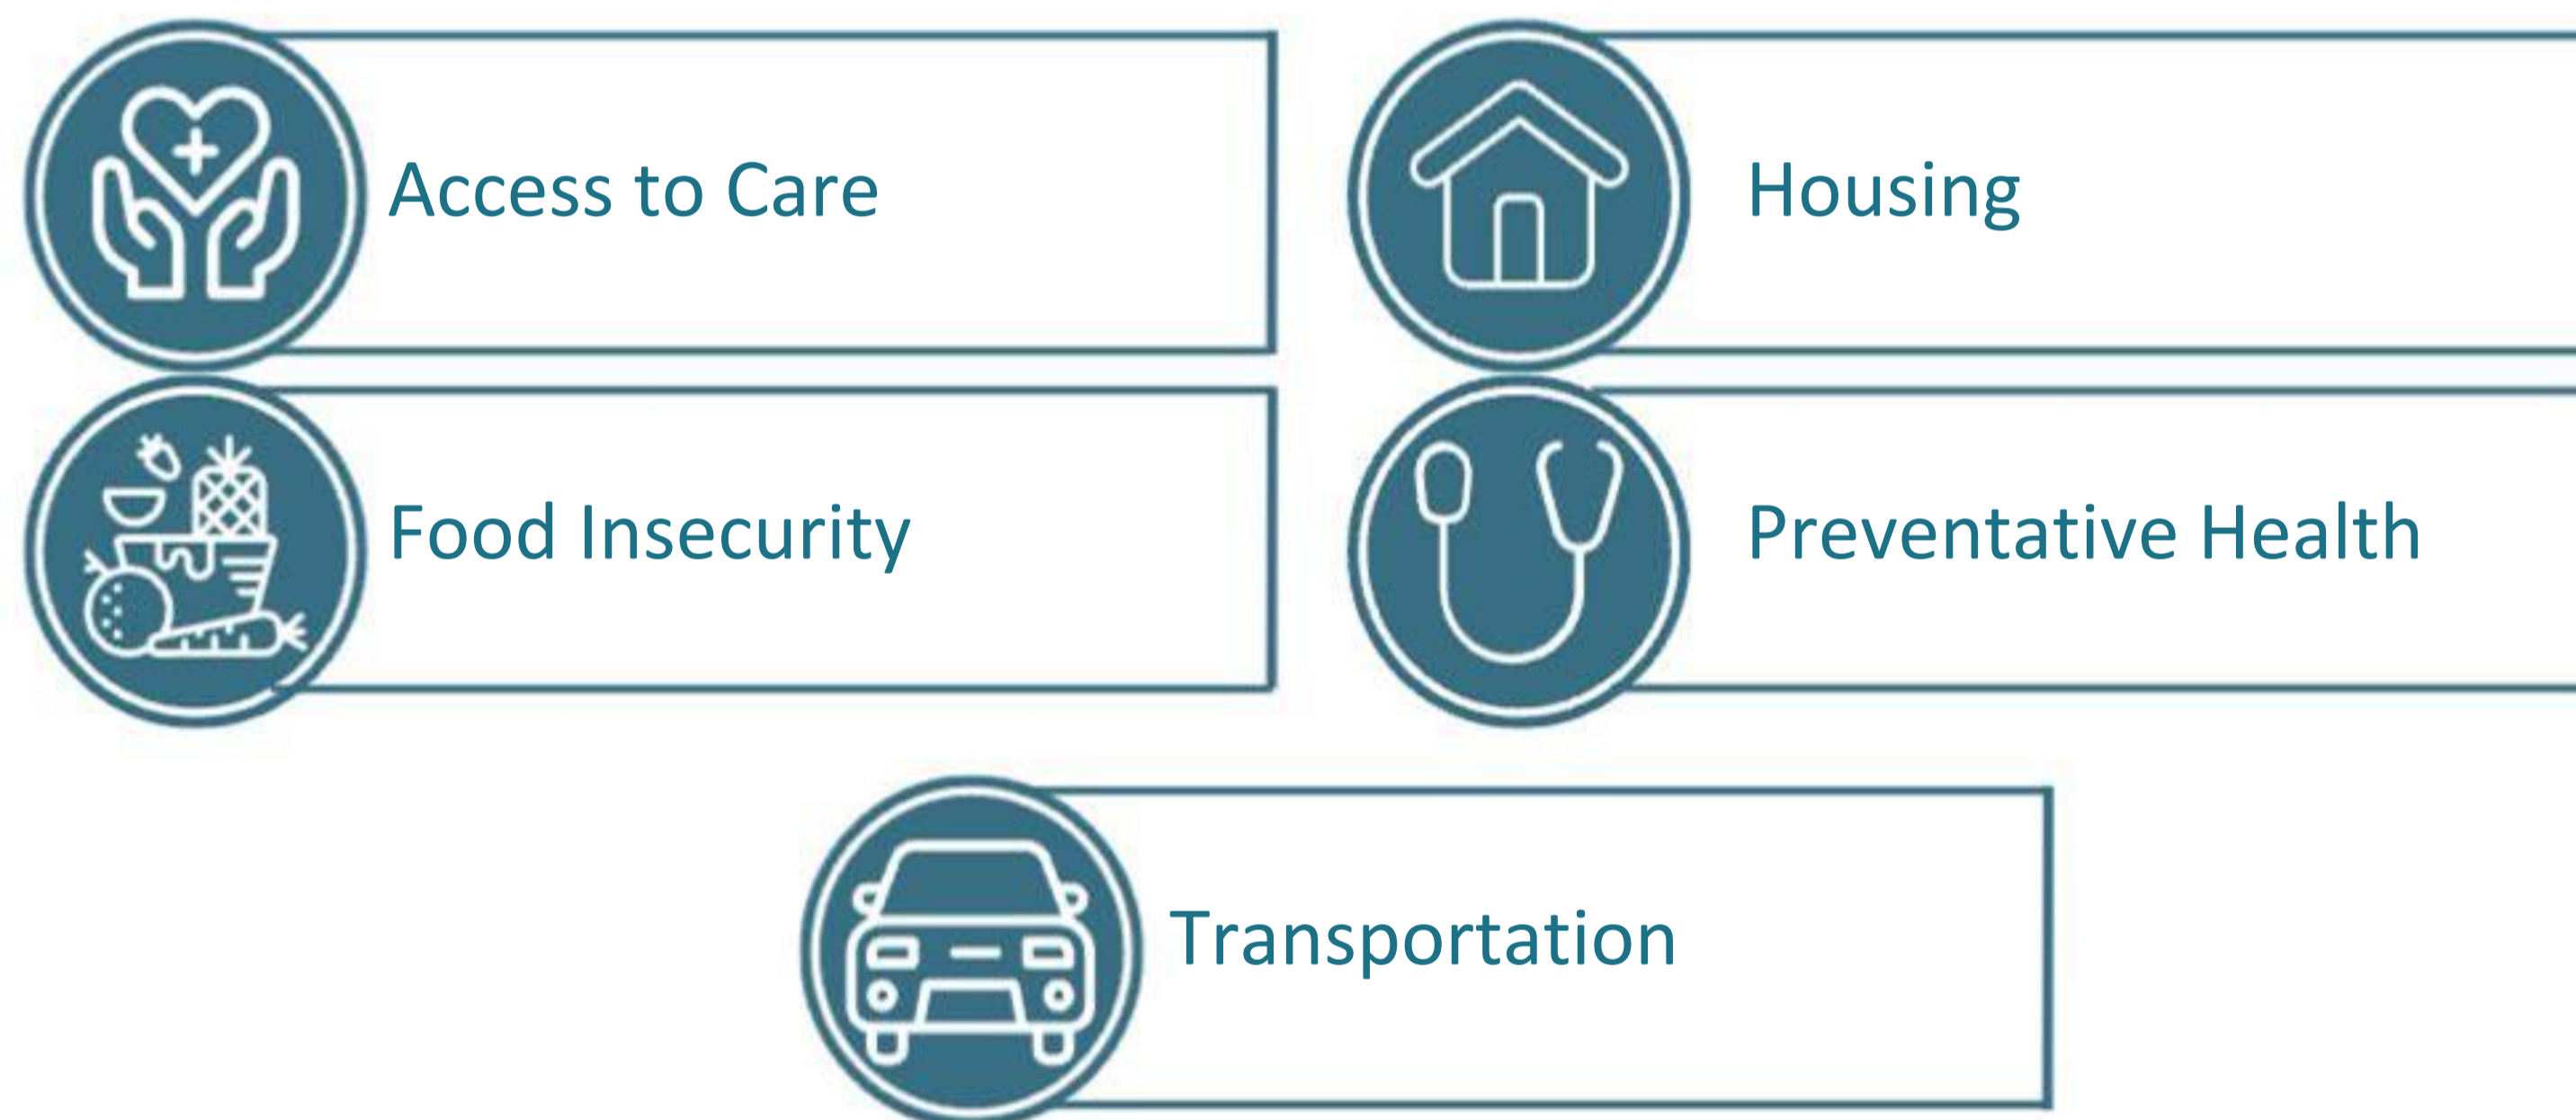 Access to Care
Housing
Food Insecurity
Preventative Health
Transportation